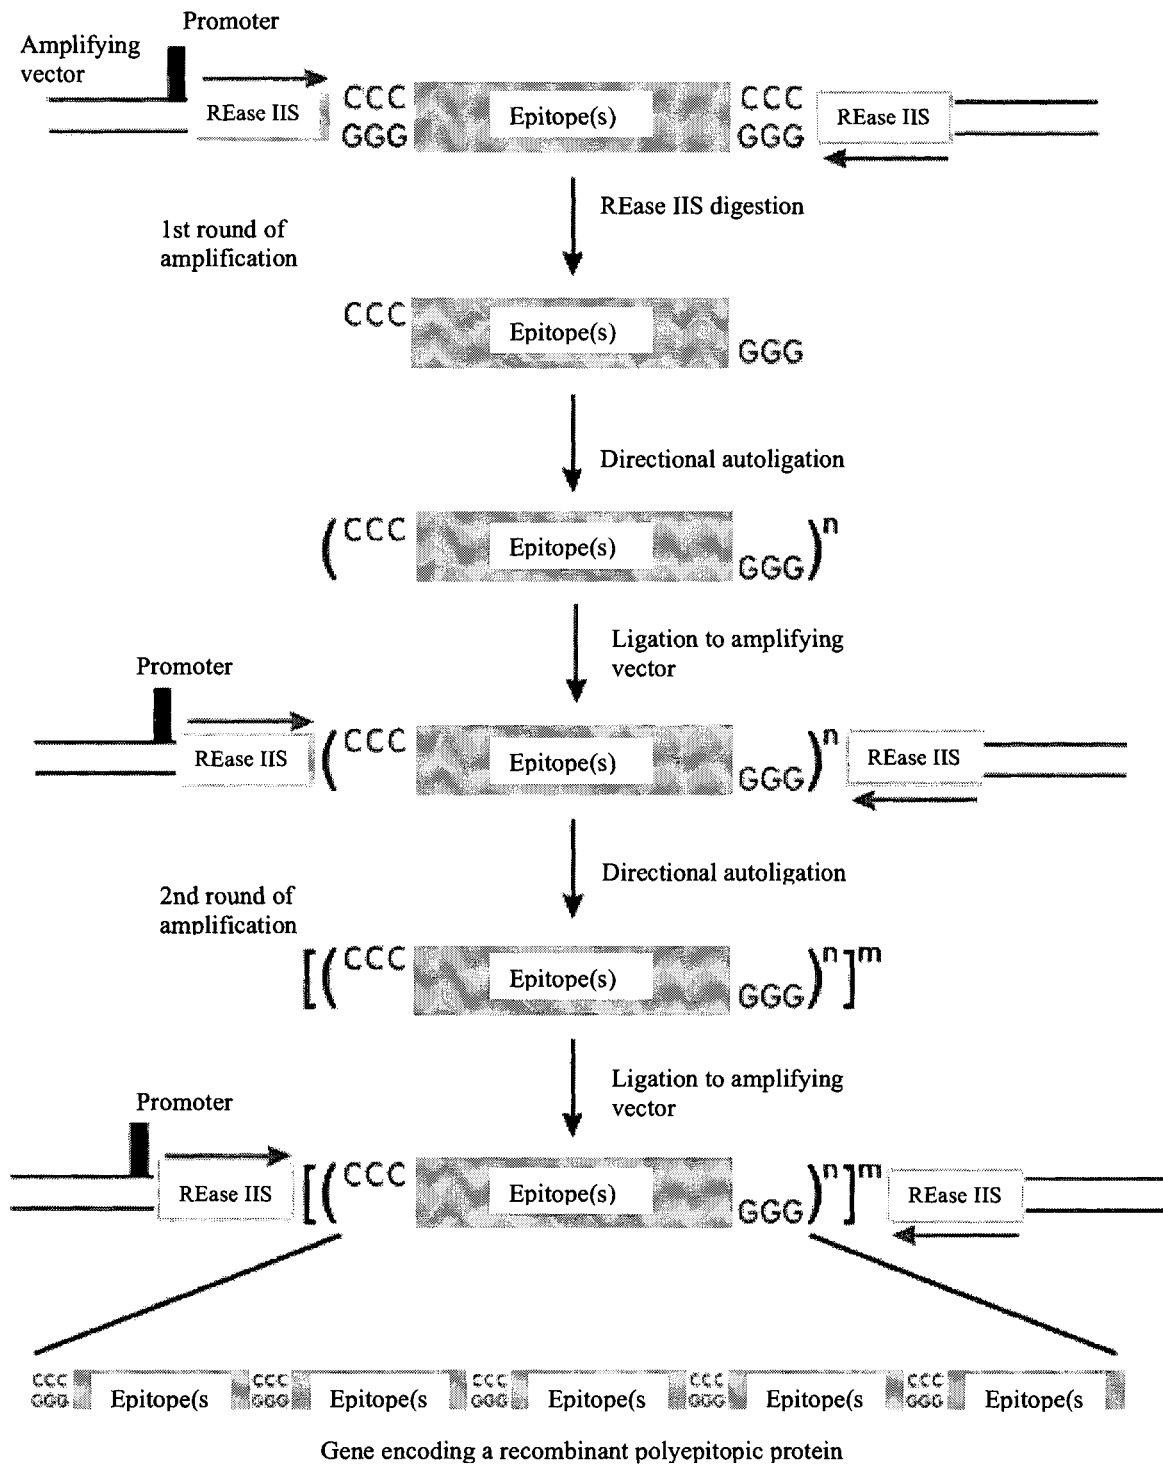 Promoter
Amplifying
vector
REase IIS
CCC
GGG
Epitope(s)
CCC
GGG
REase IIS
REase IIS digestion
1st round of
amplification
CCC
Epitope(s)
GGG
Directional autoligation
(CCC
Epitope(s)
GGG)n
Ligation to amplifying
vector
Promoter
REase IIS
(CCC
Epitope(s)
GGG)n
REase IIS
Directional autoligation
2nd round of
amplification
[(CCC
Epitope(s)
GGG)n]m
Ligation to amplifying
vector
Promoter
REase IIS
[(CCC
Epitope(s)
GGG)n]m
REase IIS
CCC CCC CCC CCC CCC
GGG Epitope(s GGG Epitope(s GGG Epitope(s GGG Epitope(s GGG Epitope(s
Gene encoding a recombinant polyepitopic protein